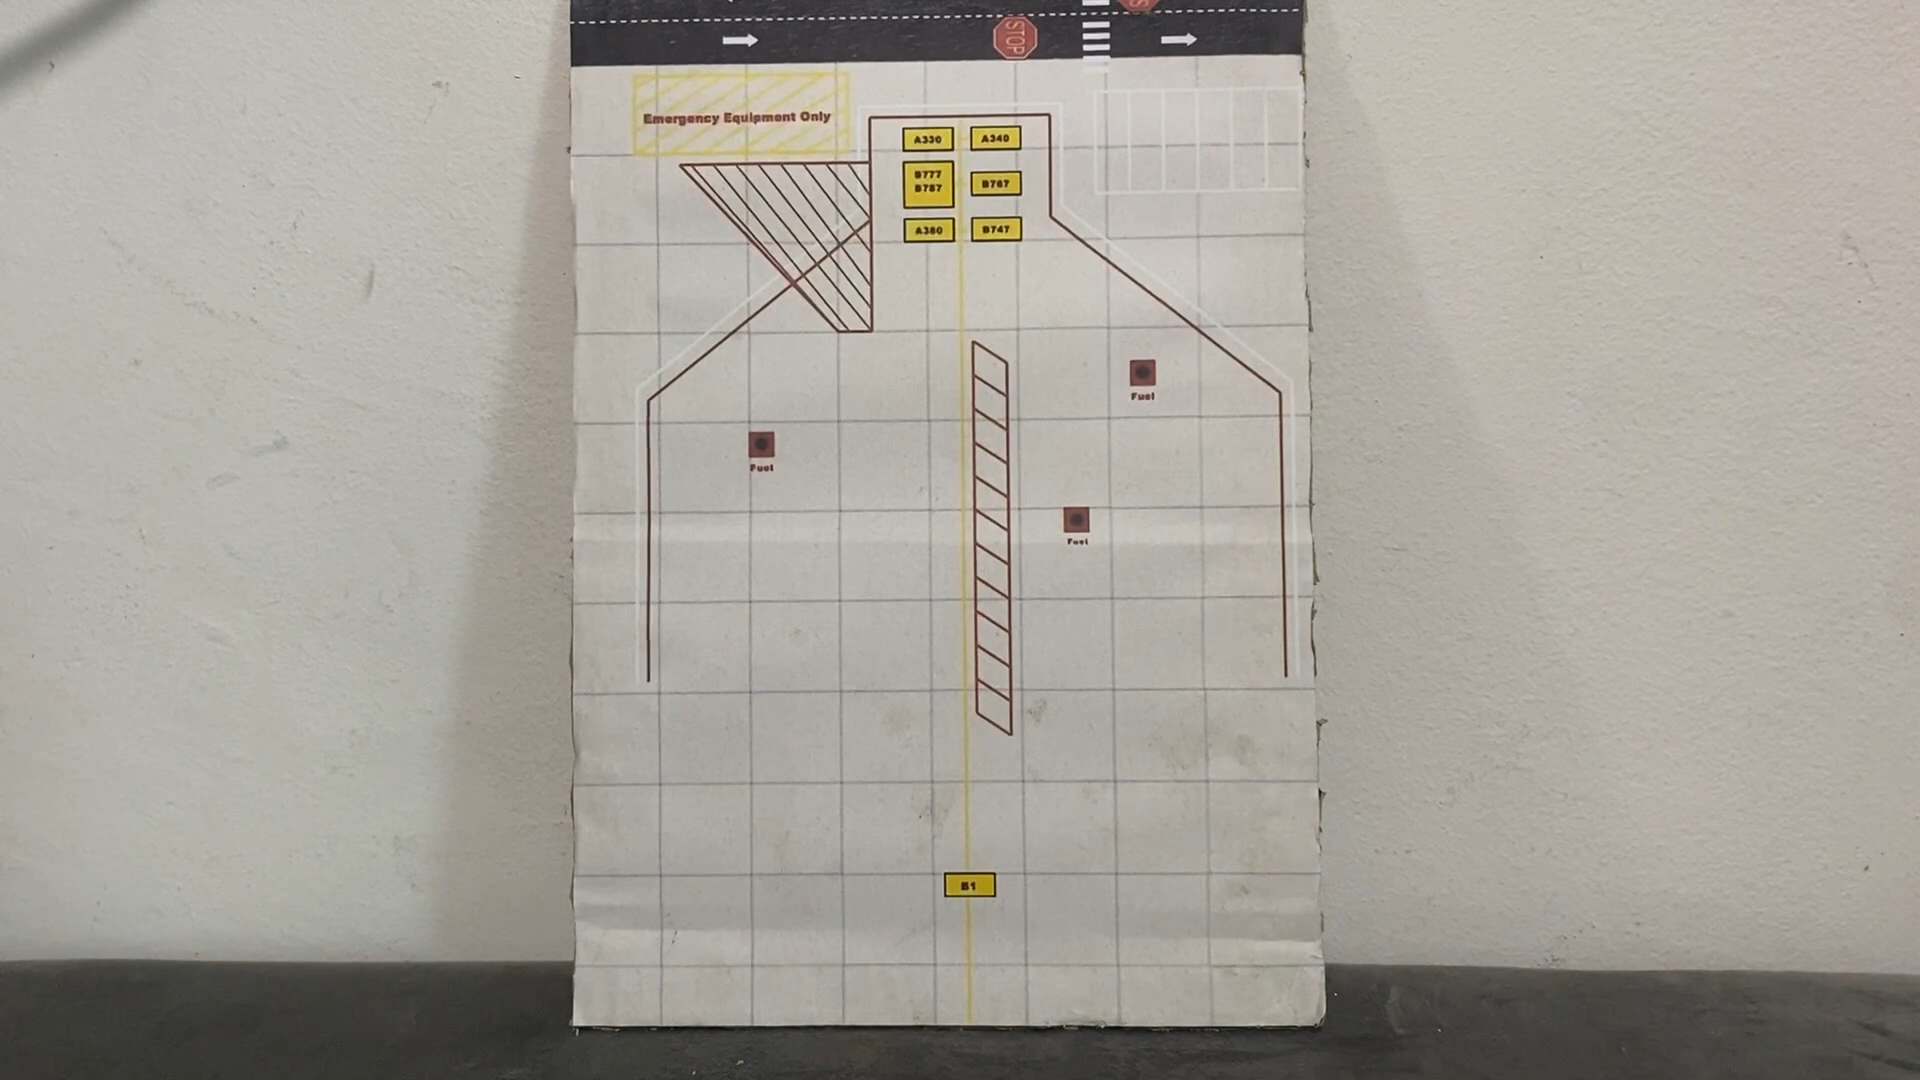 STOP
Emergency Equipment Only
A330
A340
B777
B787
B767
A380
B747
Fuel
Fuel
Fuel
B1